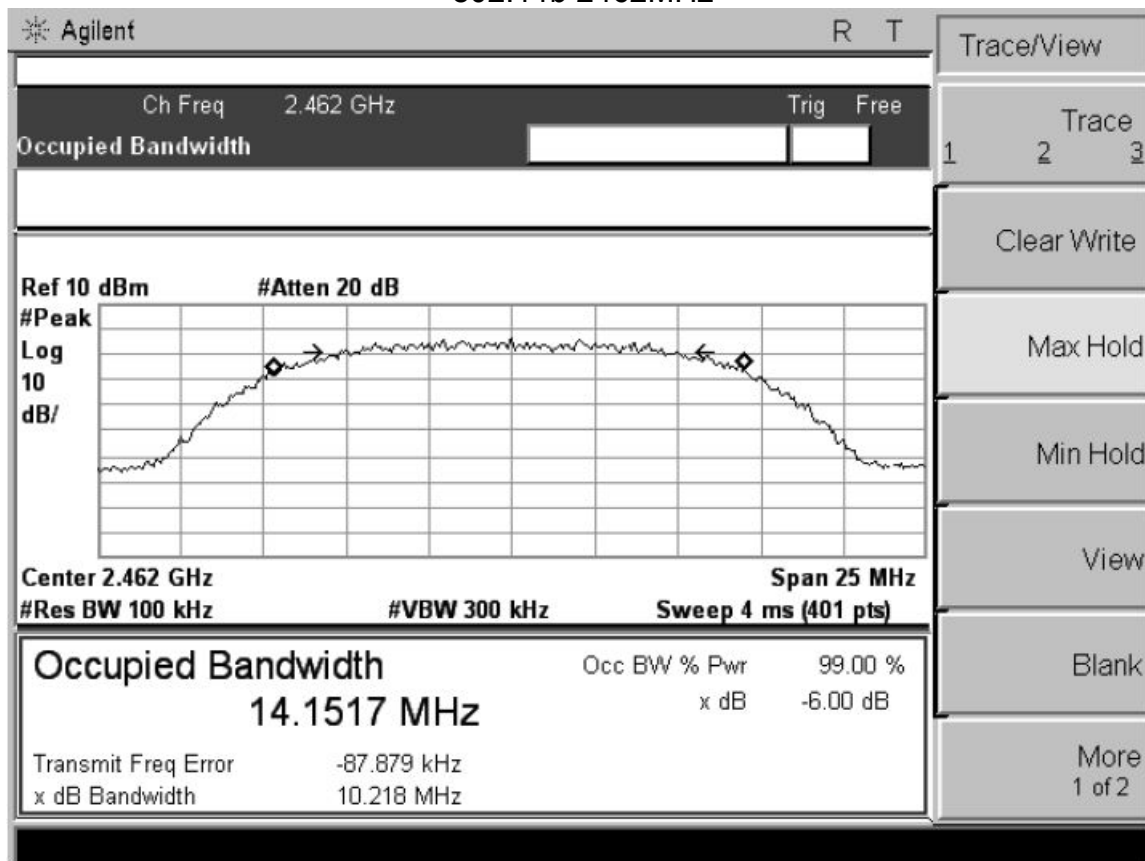 Agilent R T
Trace/View
Ch Freq 2.462 GHz Trig Free
Occupied Bandwidth
Trace
1 2 3
Clear Write
Ref 10 dBm #Atten 20 dB
#Peak
Log
10
dB/
Max Hold
Min Hold
View
Center 2.462 GHz Span 25 MHz
#Res BW 100 kHz #VBW 300 kHz Sweep 4 ms (401 pts)
Occupied Bandwidth
14.1517 MHz
Occ BW % Pwr 99.00 %
x dB -6.00 dB
Transmit Freq Error -87.879 kHz
x dB Bandwidth 10.218 MHz
Blank
More
1 of 2